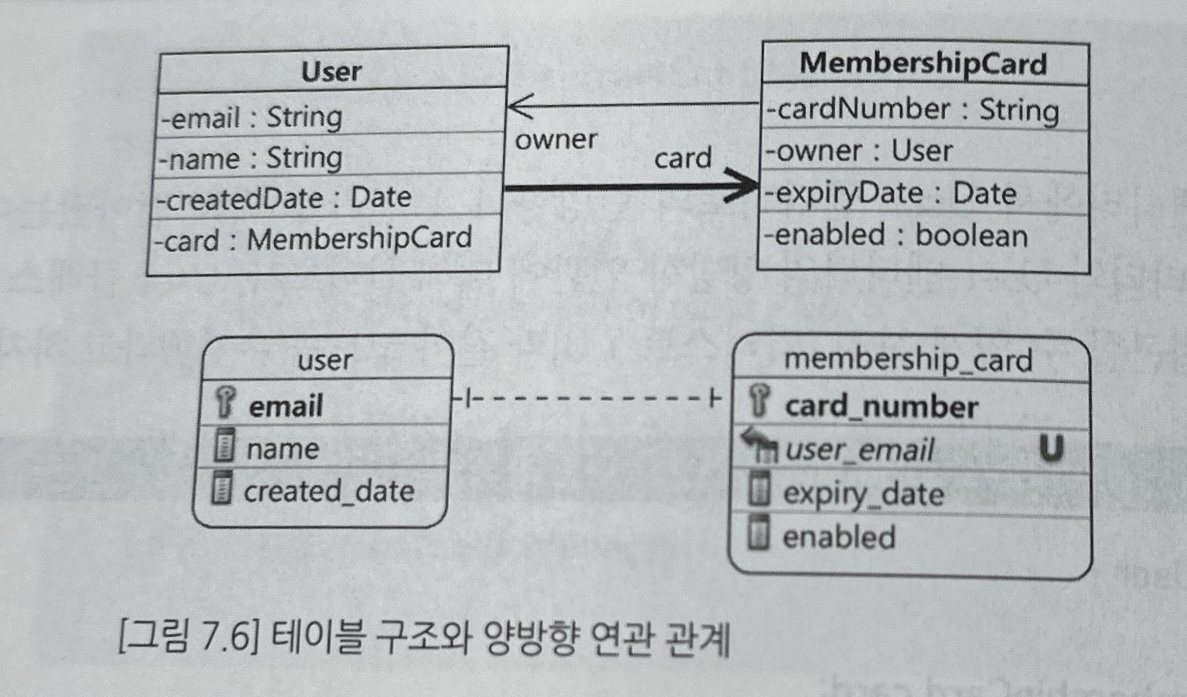 User
-email : String
-name : String
-createdDate : Date
-card : MembershipCard
owner
card
MembershipCard
-cardNumber : String
-owner : User
-expiryDate : Date
-enabled : boolean
user
email
name
created_date
membership_card
card_number
user_email U
expiry_date
enabled
[그림 7.6] 테이블 구조와 양방향 연관 관계